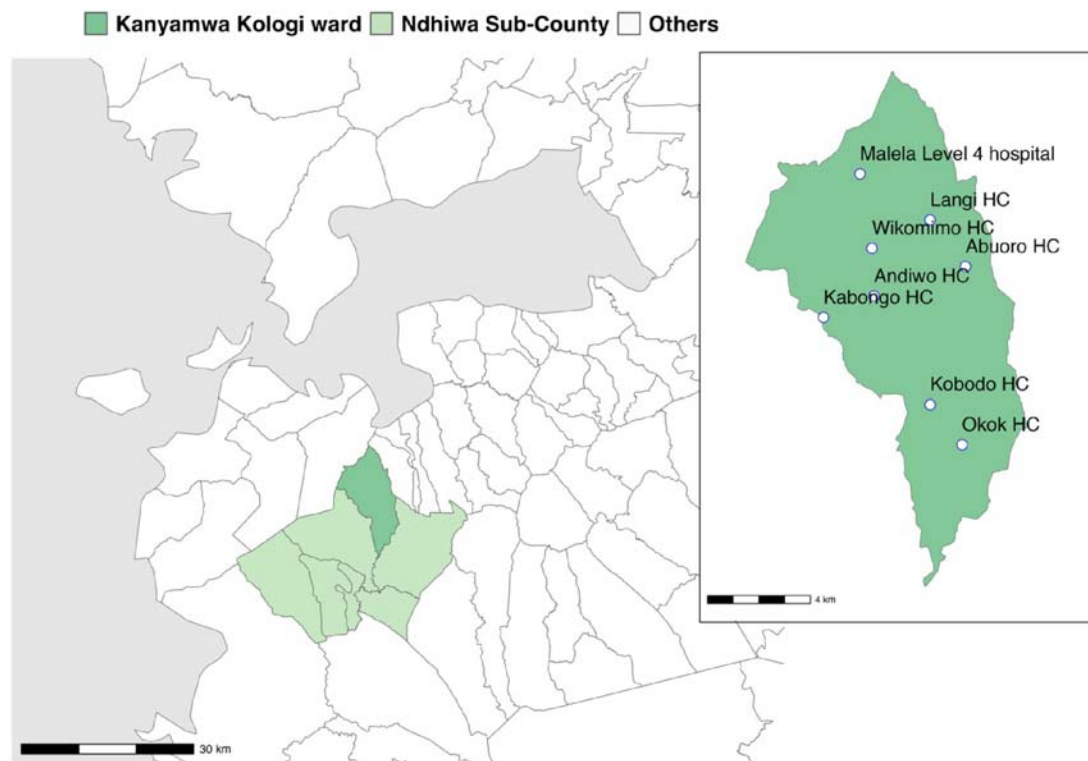 Kanyamwa Kologi ward Ndhiwa Sub-County Others
Malela Level 4 hospital
Langi HC
Wikomimo HC
Abuoro HC
Andiwo HC
Kabongo HC
Kobodo HC
Okok HC
4 km
30 km